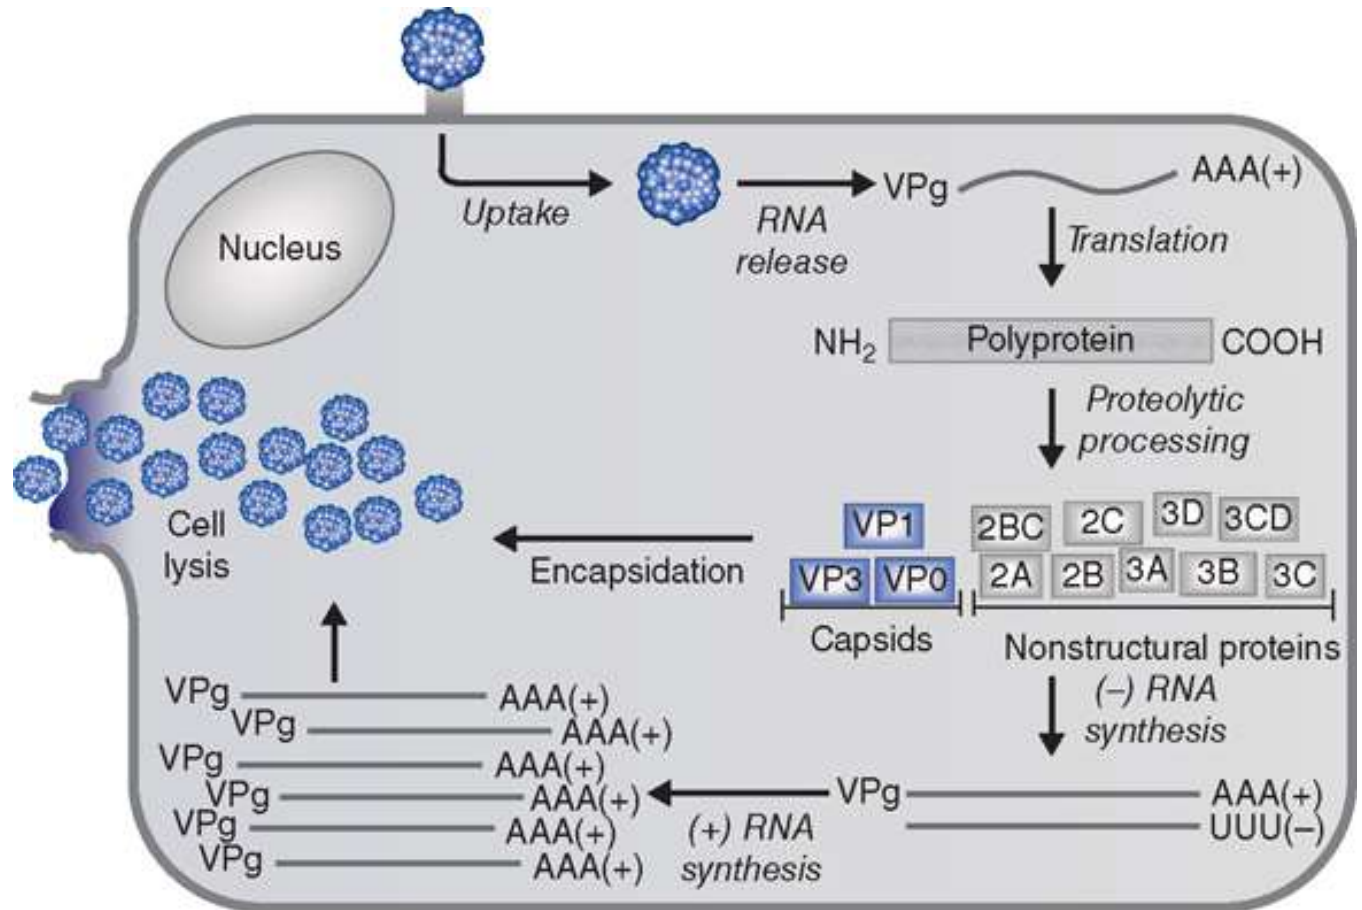 Uptake
RNA
release
VPg
AAA(+)
Nucleus
Translation
NH₂
Polyprotein
COOH
Proteolytic
processing
2BC
2C
3D
3CD
2A
2B
3A
3B
3C
VP1
VP3
VP0
Capsids
Nonstructural proteins
Encapsidation
Cell
lysis
(–) RNA
synthesis
VPg
AAA(+)
UUU(–)
(+) RNA
synthesis
VPg
AAA(+)
VPg
AAA(+)
VPg
AAA(+)
VPg
AAA(+)
VPg
AAA(+)
VPg
AAA(+)